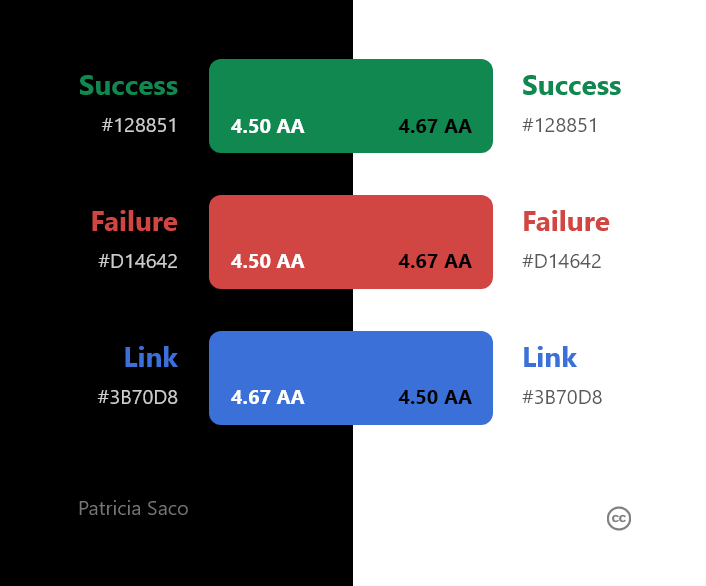 Success
#128851
4.50 AA
4.67 AA
Success
#128851
Failure
#D14642
4.50 AA
4.67 AA
Failure
#D14642
Link
#3B70D8
4.67 AA
4.50 AA
Link
#3B70D8
Patricia Saco
cc